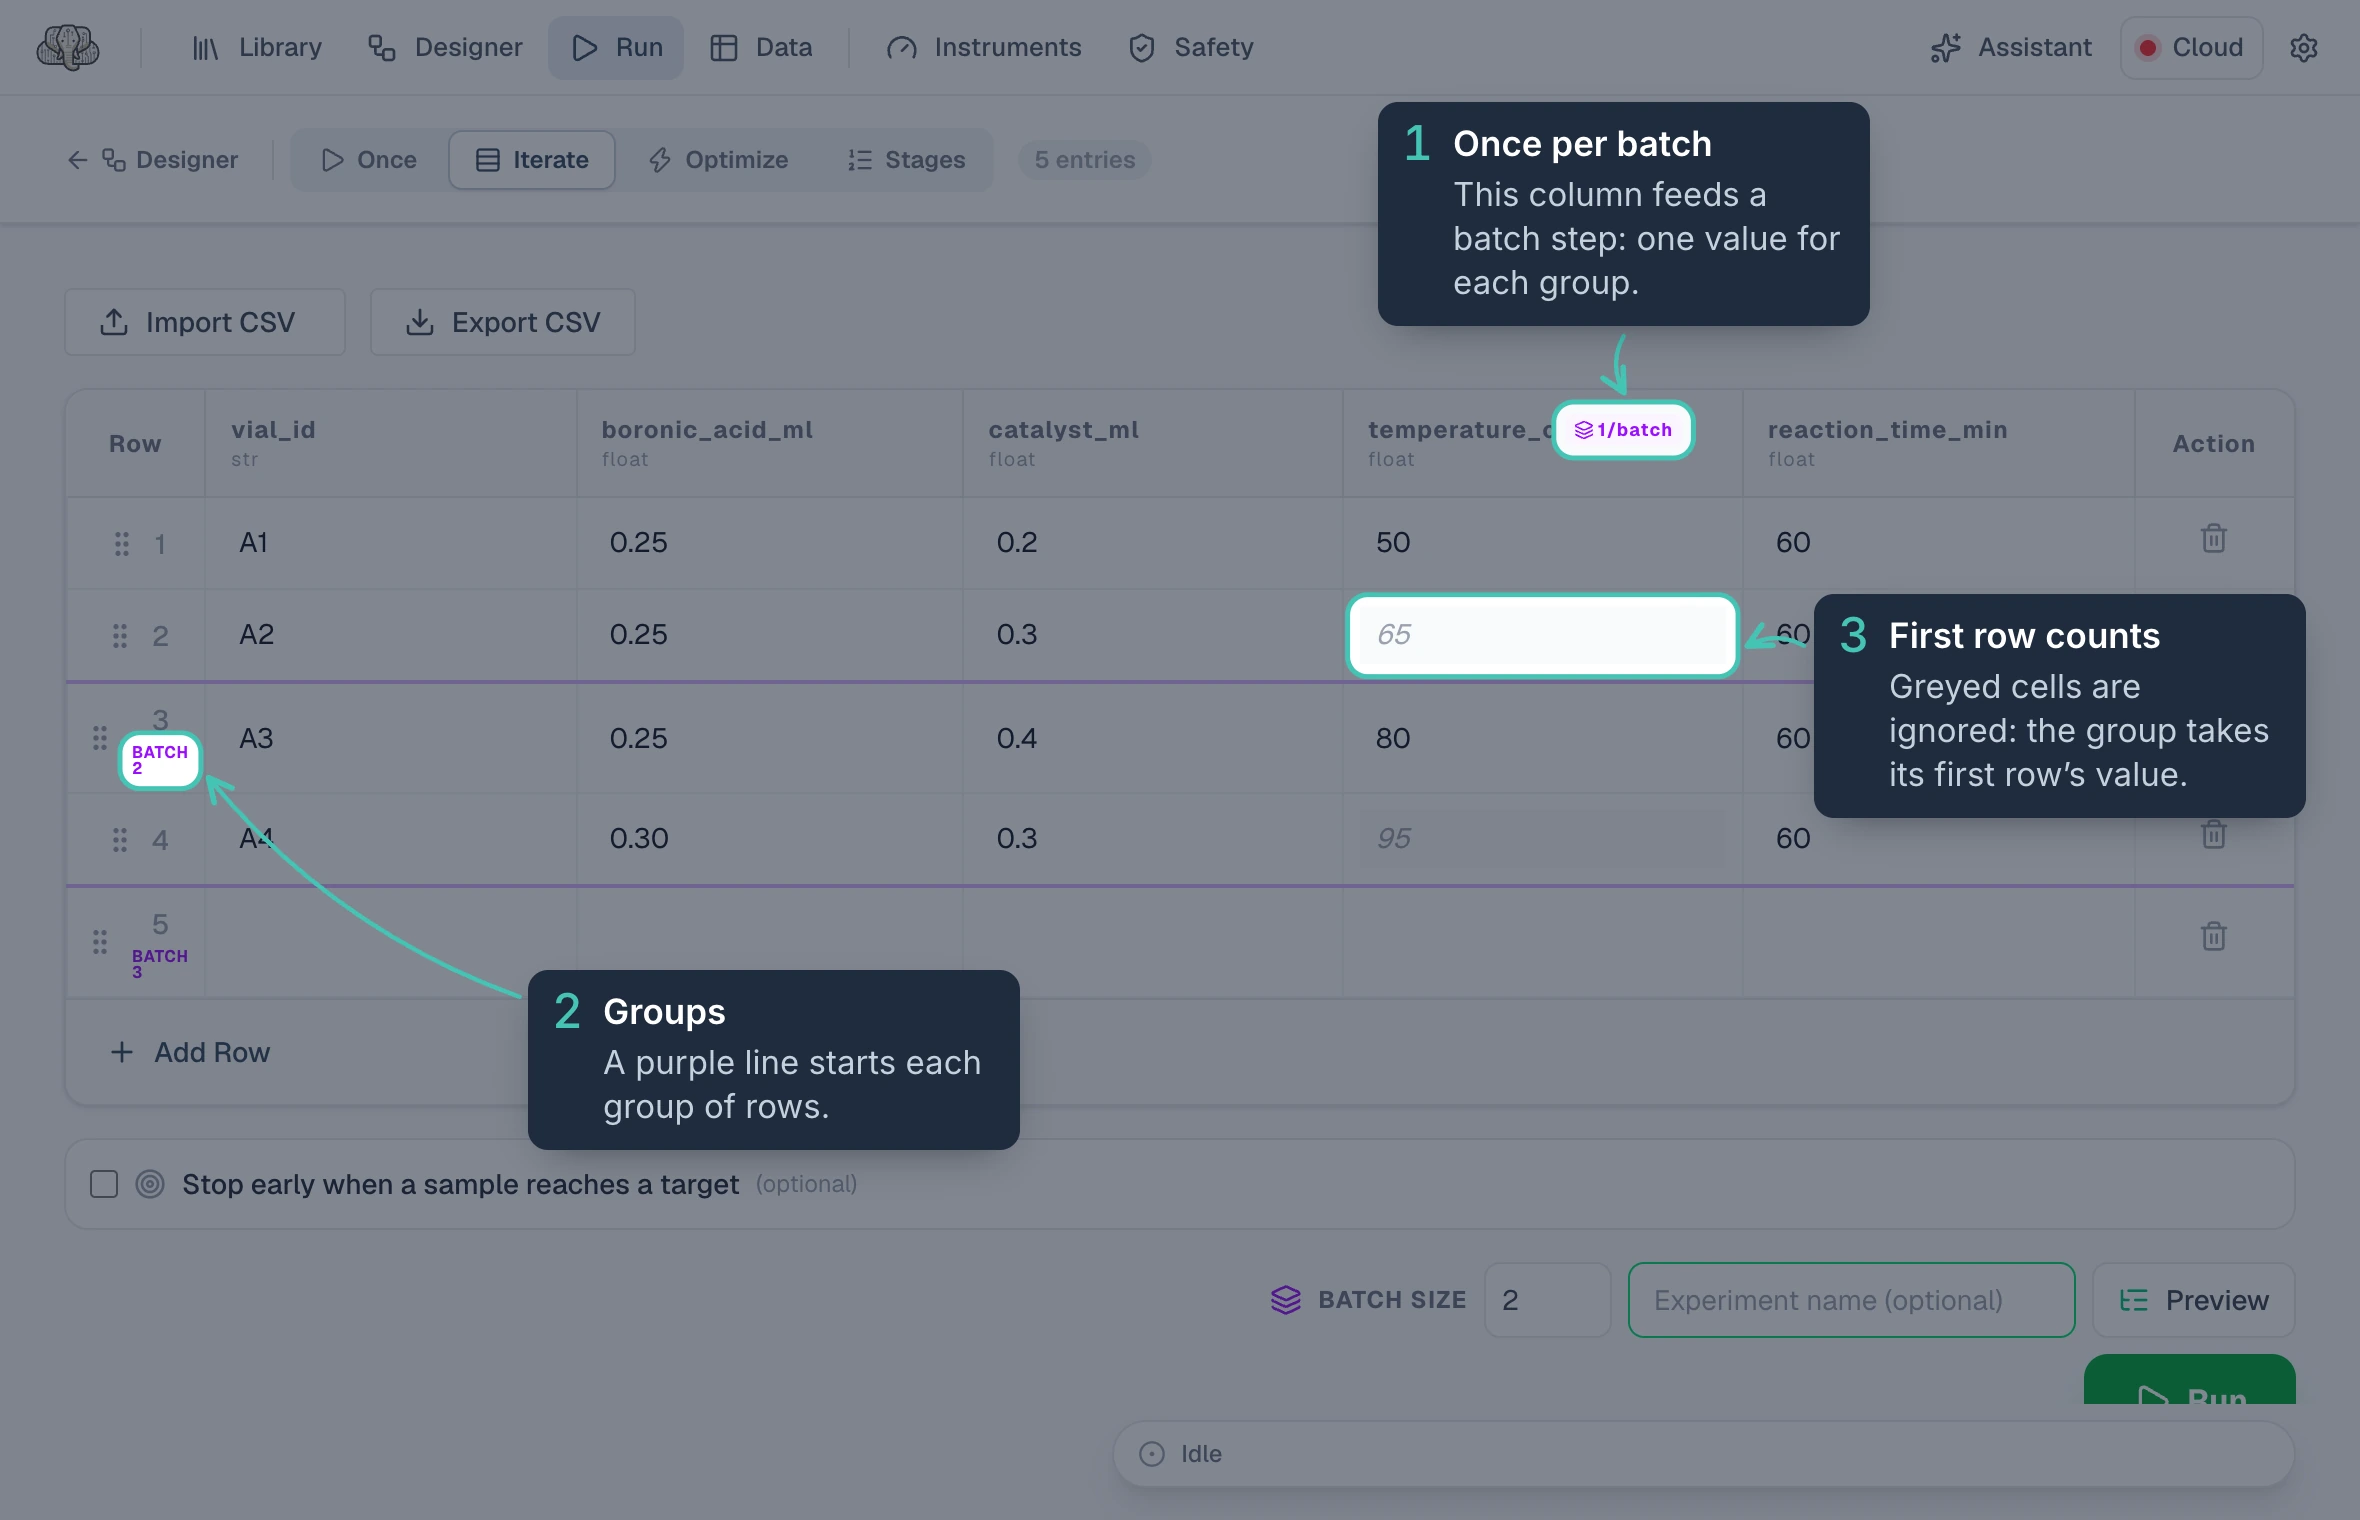 Library
Designer
Run
Data
Instruments
Safety
Assistant
Cloud
Designer
Once
Iterate
Optimize
Stages
5 entries
1 Once per batch
This column feeds a
batch step: one value for
each group.
Import CSV
Export CSV
Row
vial_id
str
boronic_acid_ml
float
catalyst_ml
float
temperature_c
float
1/batch
reaction_time_min
float
Action
1 A1 0.25 0.2 50 60
2 A2 0.25 0.3 65 60
3 First row counts
Greyed cells are
ignored: the group takes
its first row’s value.
3 A3 0.25 0.4 80 60
BATCH
2
4 A4 0.30 0.3 95 60
5
BATCH
3
2 Groups
A purple line starts each
group of rows.
Add Row
Stop early when a sample reaches a target (optional)
BATCH SIZE 2
Experiment name (optional)
Preview
Run
Idle